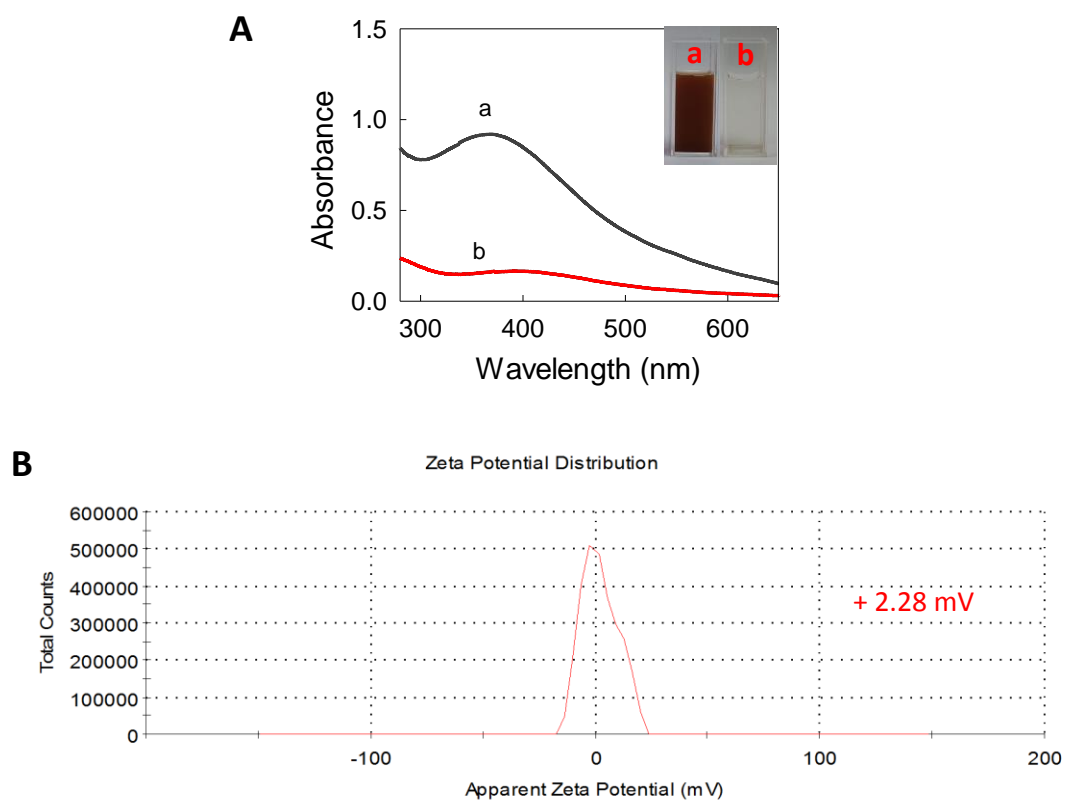 A
1.5
1.0
0.5
0.0
Absorbance
a
b
a b
300 400 500 600
Wavelength (nm)
B
Zeta Potential Distribution
600000
500000
400000
300000
200000
100000
0
Total Counts
+ 2.28 mV
-100 0 100 200
Apparent Zeta Potential (mV)